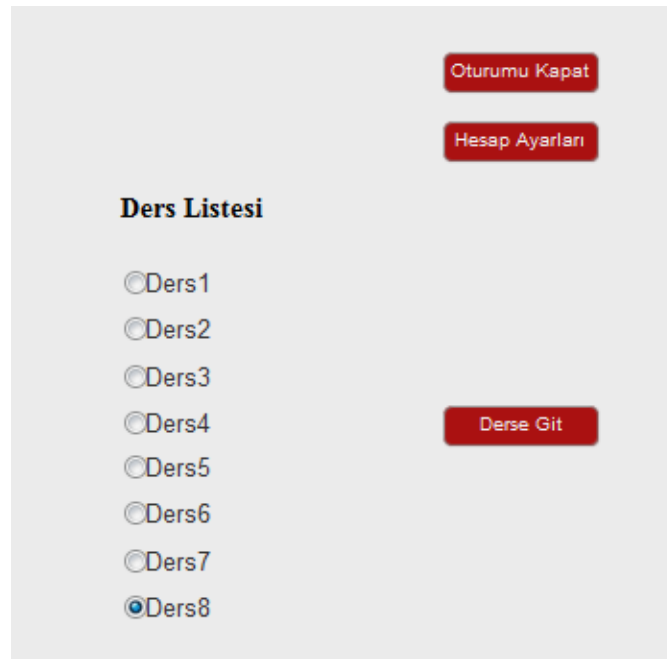 Oturumu Kapat
Hesap Ayarları
Ders Listesi
Ders1
Ders2
Ders3
Ders4
Derse Git
Ders5
Ders6
Ders7
Ders8